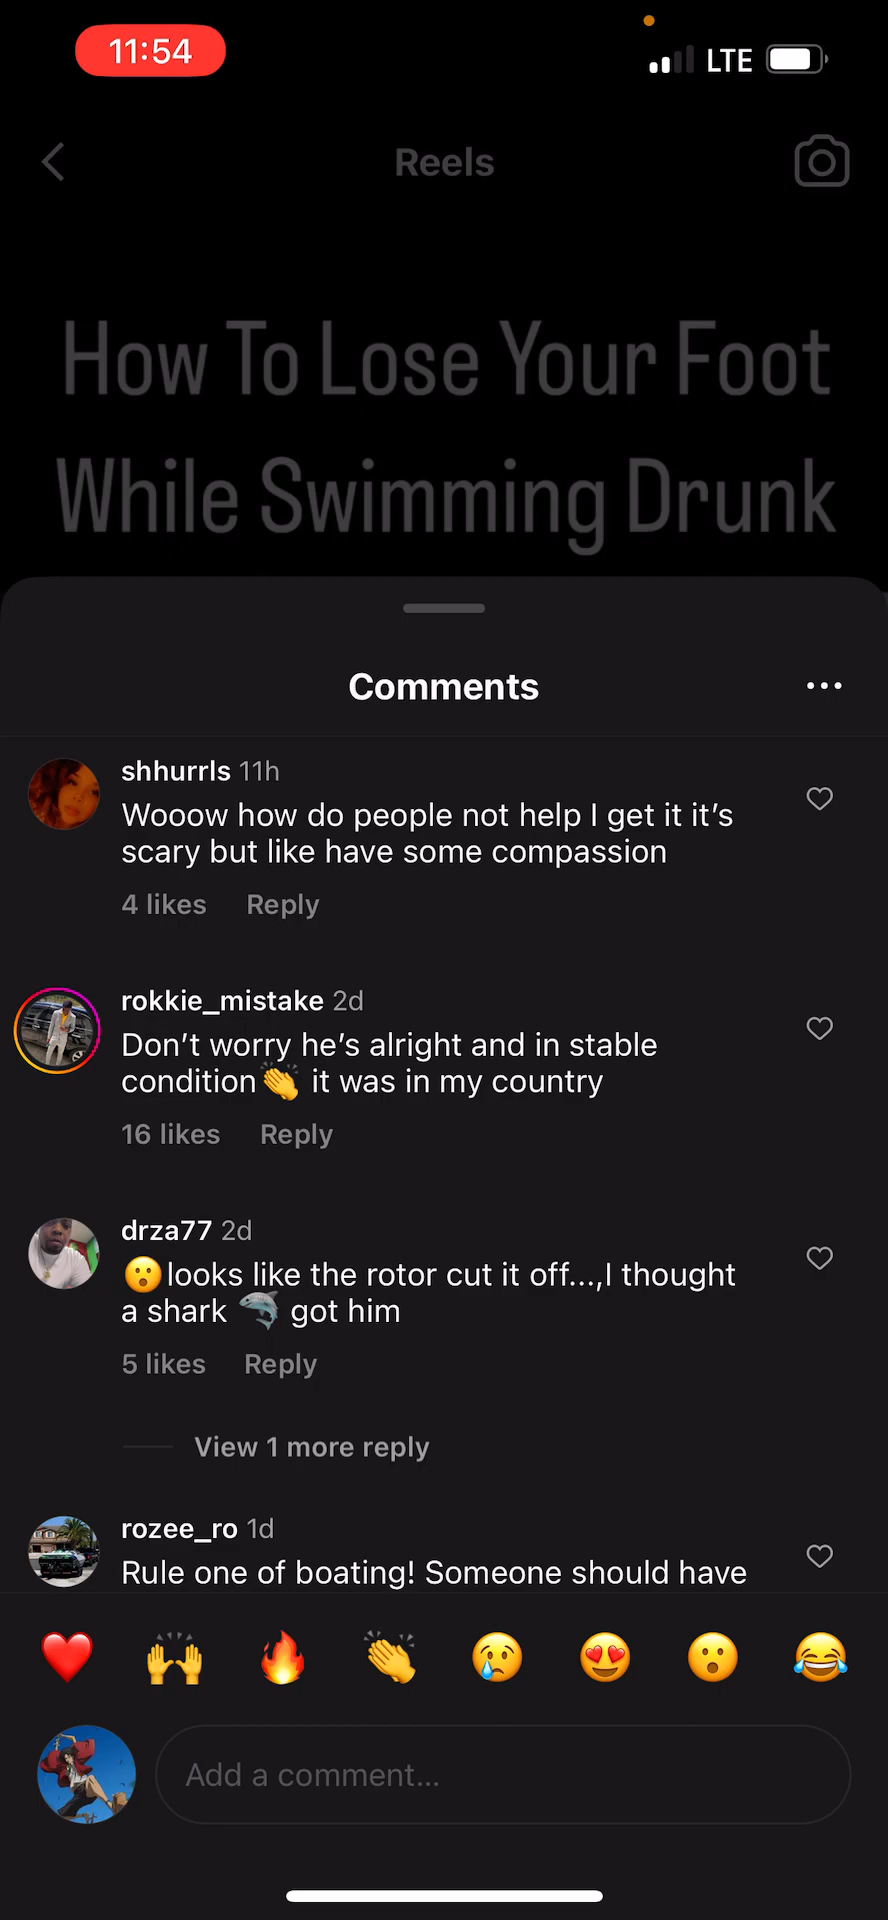 11:54
LTE
Reels
How To Lose Your Foot
While Swimming Drunk
Comments
shhurrls 11h
Wooow how do people not help I get it it’s
scary but like have some compassion
4 likes Reply
rokkie_mistake 2d
Don’t worry he’s alright and in stable
condition👏 it was in my country
16 likes Reply
drza77 2d
😮looks like the rotor cut it off...,I thought
a shark 🦈 got him
5 likes Reply
View 1 more reply
rozee_ro 1d
Rule one of boating! Someone should have
❤️ 🙌 🔥 👏 😢 😍 😮 😂
Add a comment...